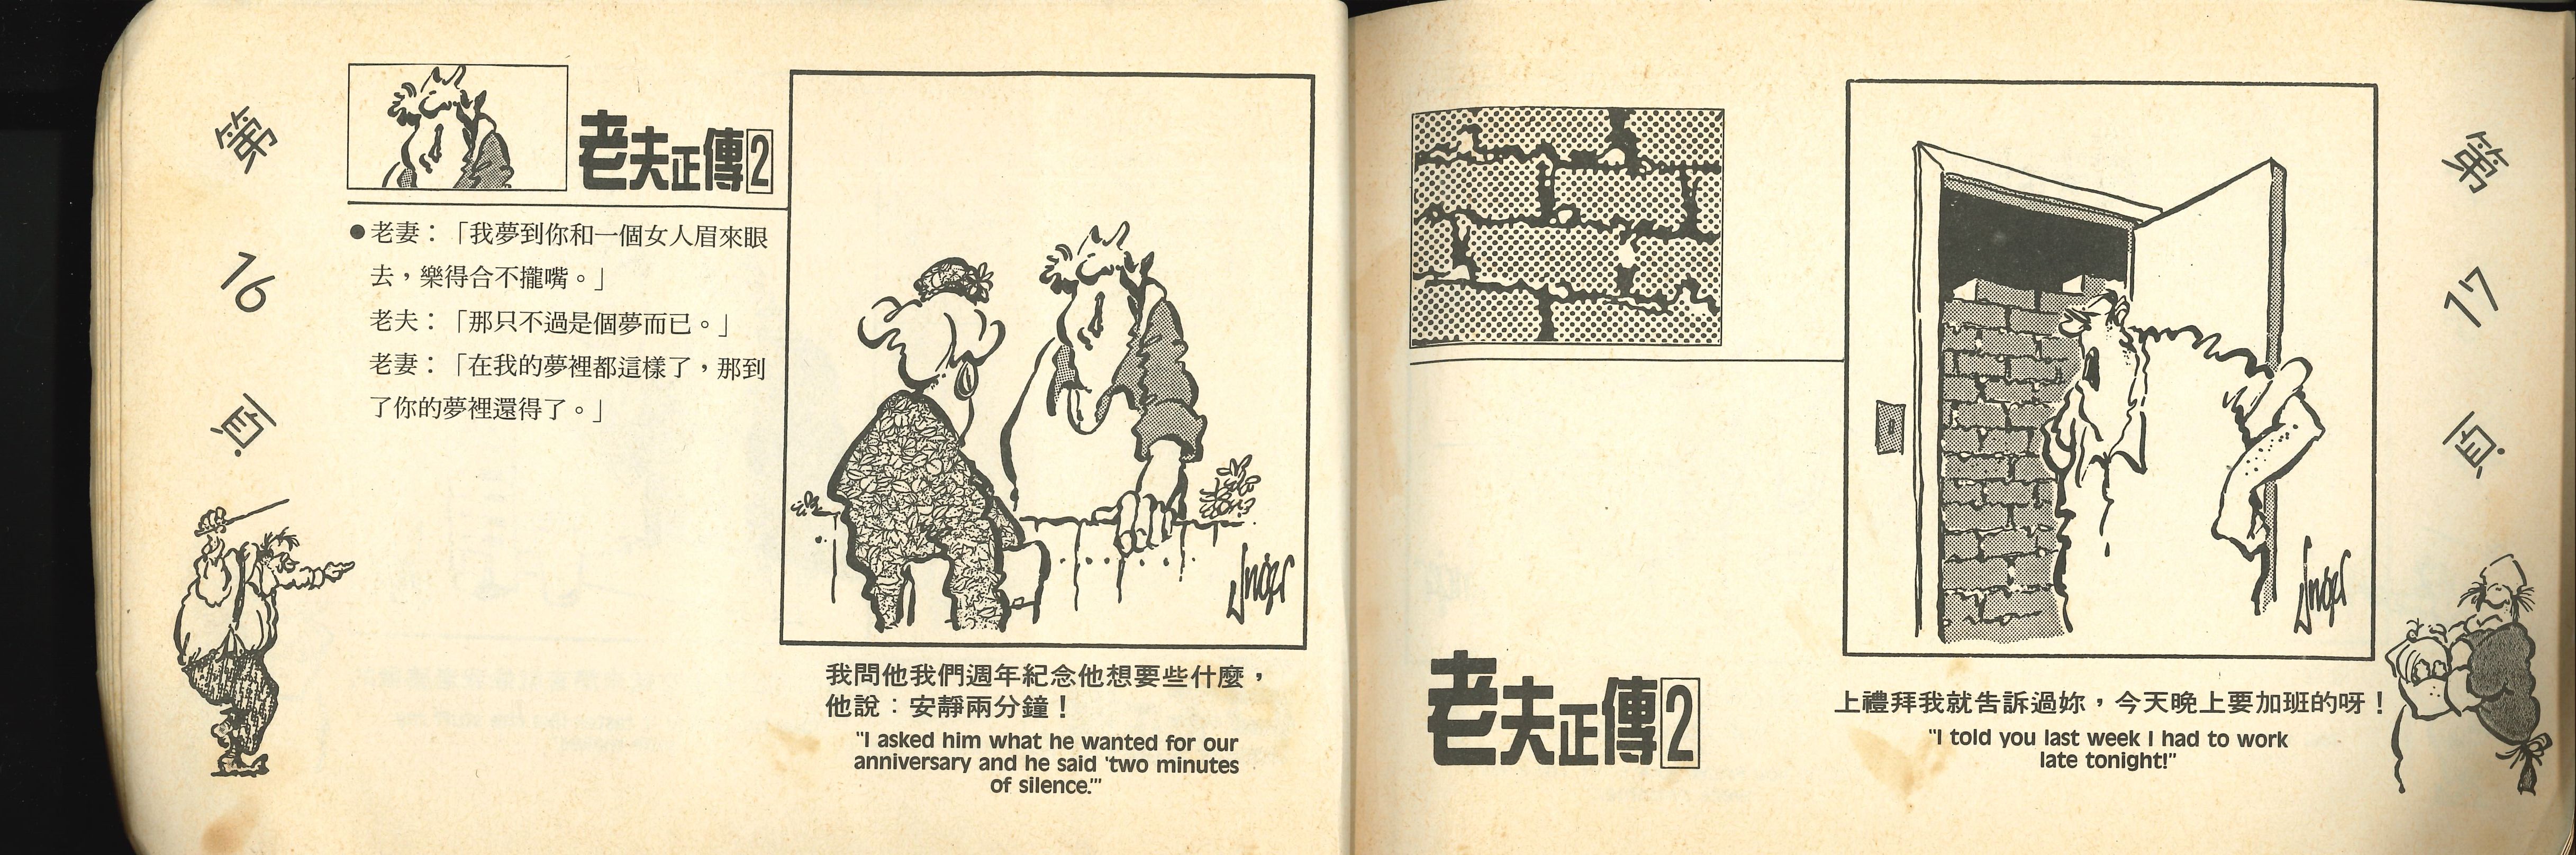 第16頁
老夫正傳2
●老妻：「我夢到你和一個女人眉來眼
去，樂得合不攏嘴。」
老夫：「那只不過是個夢而已。」
老妻：「在我的夢裡都這樣了，那到
了你的夢裡還得了。」
我問他我們週年紀念他想要些什麼，
他說：安靜兩分鐘！
"I asked him what he wanted for our
anniversary and he said 'two minutes
of silence.'"
老夫正傳2
上禮拜我就告訴過妳，今天晚上要加班的呀！
"I told you last week I had to work
late tonight!"
第17頁